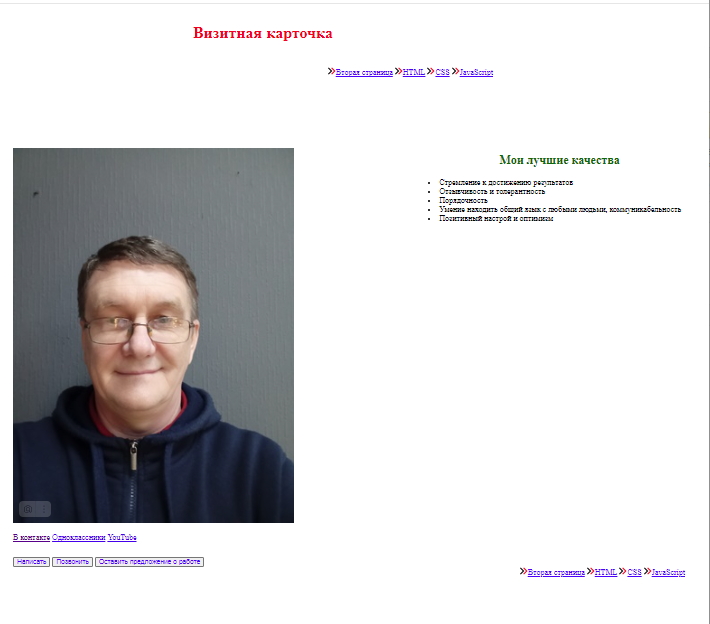 Визитная карточка
Вторая страница HTML CSS JavaScript
Мои лучшие качества
Стремление к достижению результатов
Отзывчивость и толерантность
Порядочность
Умение находить общий язык с любыми людьми, коммуникабельность
Позитивный настрой и оптимизм
В контакте Одноклассники YouTube
Написать Позвонить Оставить предложение о работе
Вторая страница HTML CSS JavaScript